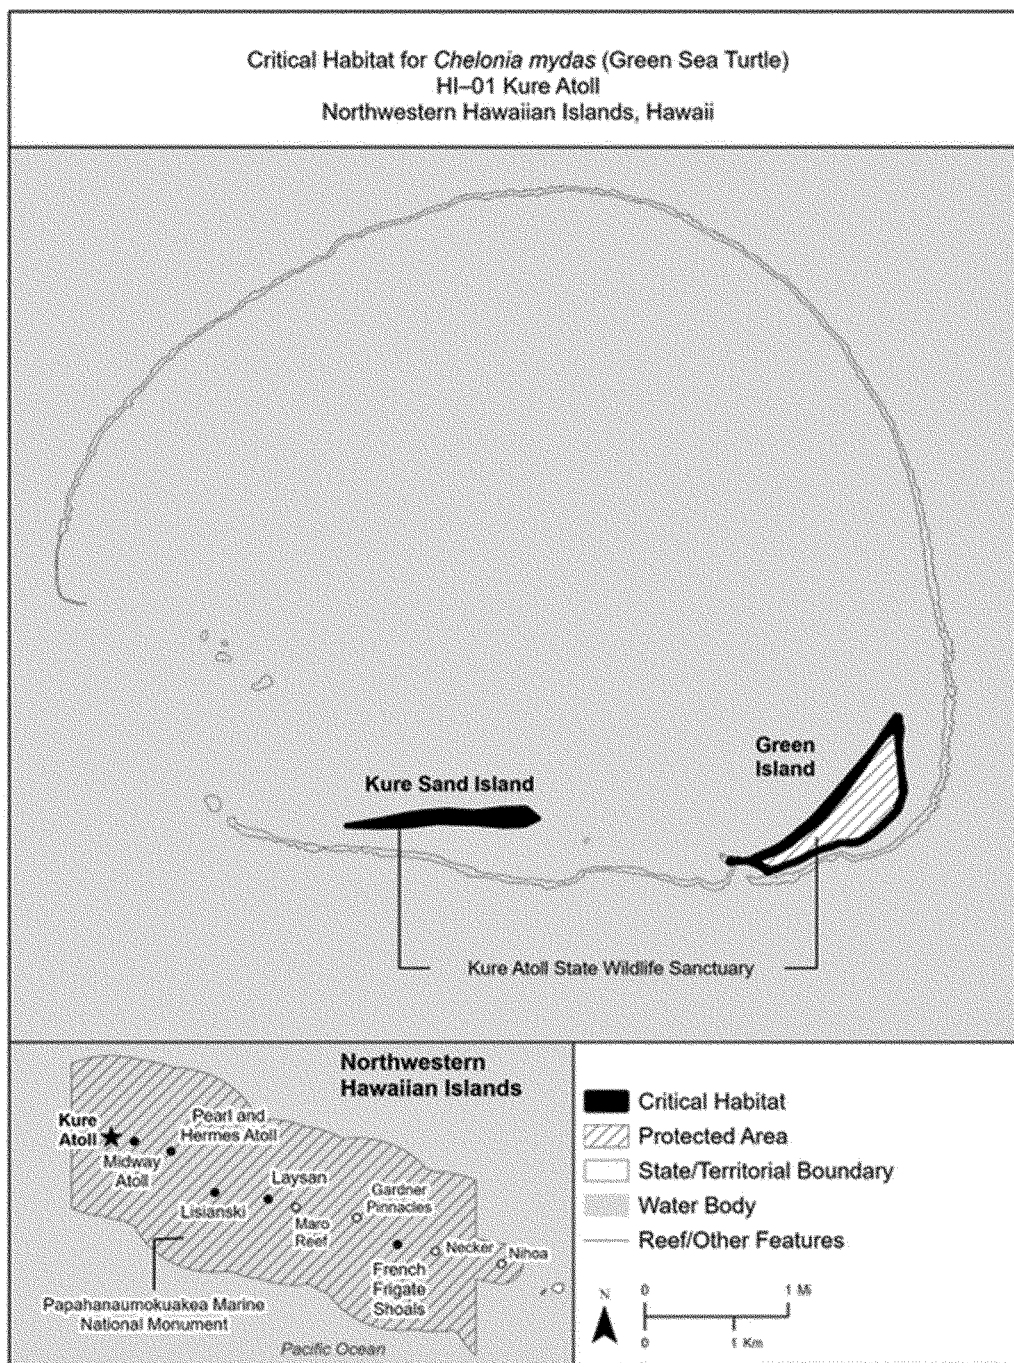 Critical Habitat for Chelonia mydas (Green Sea Turtle)
HI–01 Kure Atoll
Northwestern Hawaiian Islands, Hawaii
Green
Island
Kure Sand Island
Kure Atoll State Wildlife Sanctuary
Northwestern
Hawaiian Islands
Kure
Atoll
Pearl and
Hermes Atoll
Midway
Atoll
Laysan
Lisianski
Gardner
Pinnacles
Maro
Reef
Necker
Nihoa
French
Frigate
Shoals
Papahanaumokuakea Marine
National Monument
Pacific Ocean
Critical Habitat
Protected Area
State/Territorial Boundary
Water Body
Reef/Other Features
N
0 1 Mi
0 1 Km